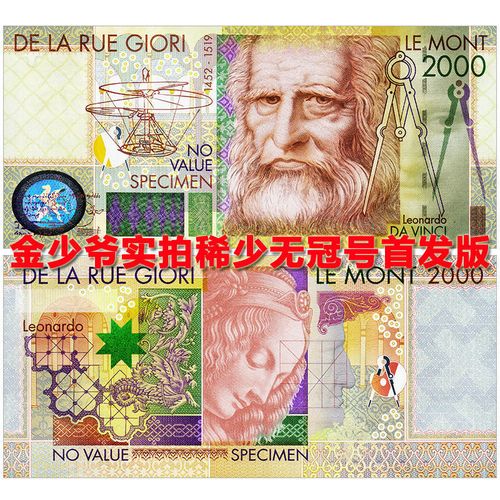 DE LA RUE GIORI
1452 - 1519
LE MONT
2000
NO
VALUE
SPECIMEN
Leonardo
DA VINCI
金少爷实拍稀少无冠号首发版
DE LA RUE GIORI
LE MONT 2000
Leonardo
NO VALUE SPECIMEN